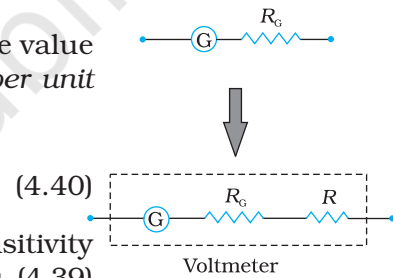 e value
per unit
(4.40)
sitivity
(4.39)
R_G
G
G
R_G
R
Voltmeter